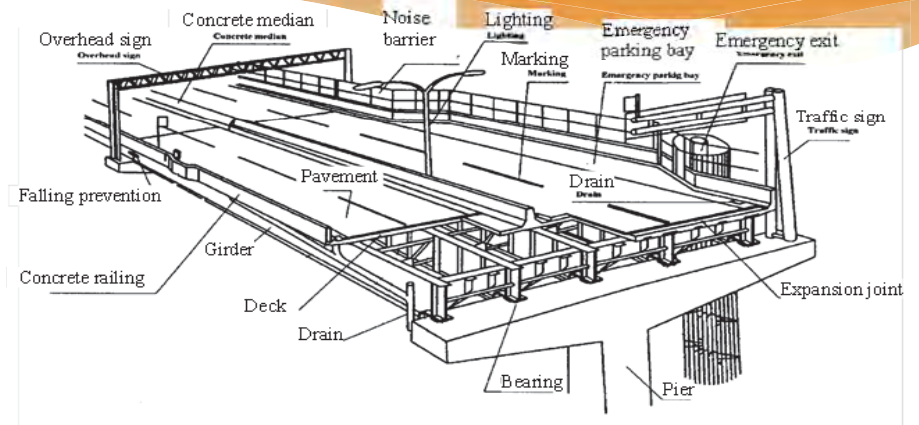 Concrete median
Concrete median
Noise
barrier
Lighting
Lighting
Overhead sign
Overhead sign
Marking
Marking
Emergency
parking bay
Emergency parkig bay
Emergency exit
Emergency exit
Traffic sign
Traffic sign
Falling prevention
Pavement
Drain
Drain
Girder
Concrete railing
Deck
Drain
Expansion joint
Bearing
Pier